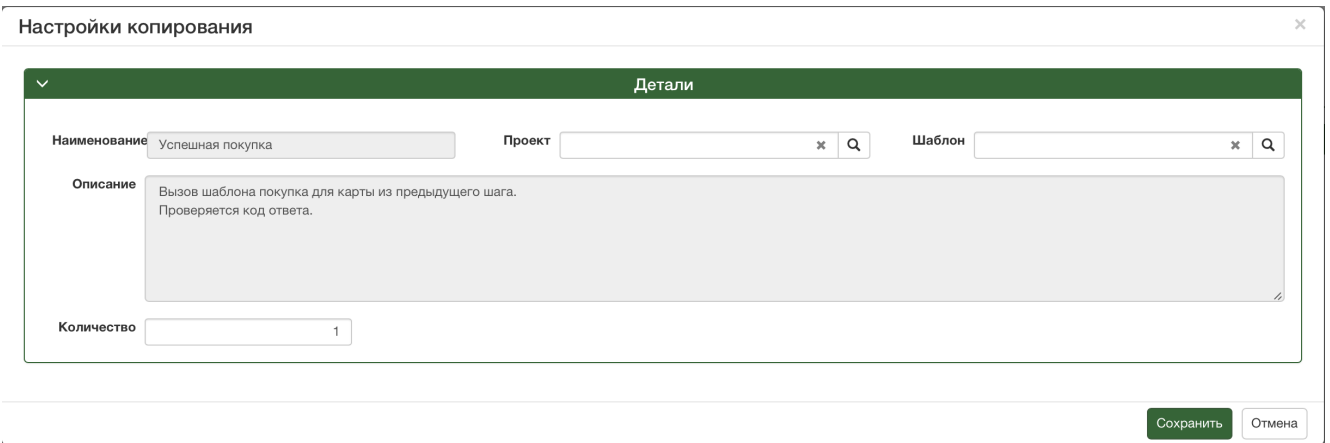 Настройки копирования
Детали
Наименование Успешная покупка Проект Шаблон
Описание Вызов шаблона покупка для карты из предыдущего шага.
Проверяется код ответа.
Количество 1
Сохранить Отмена